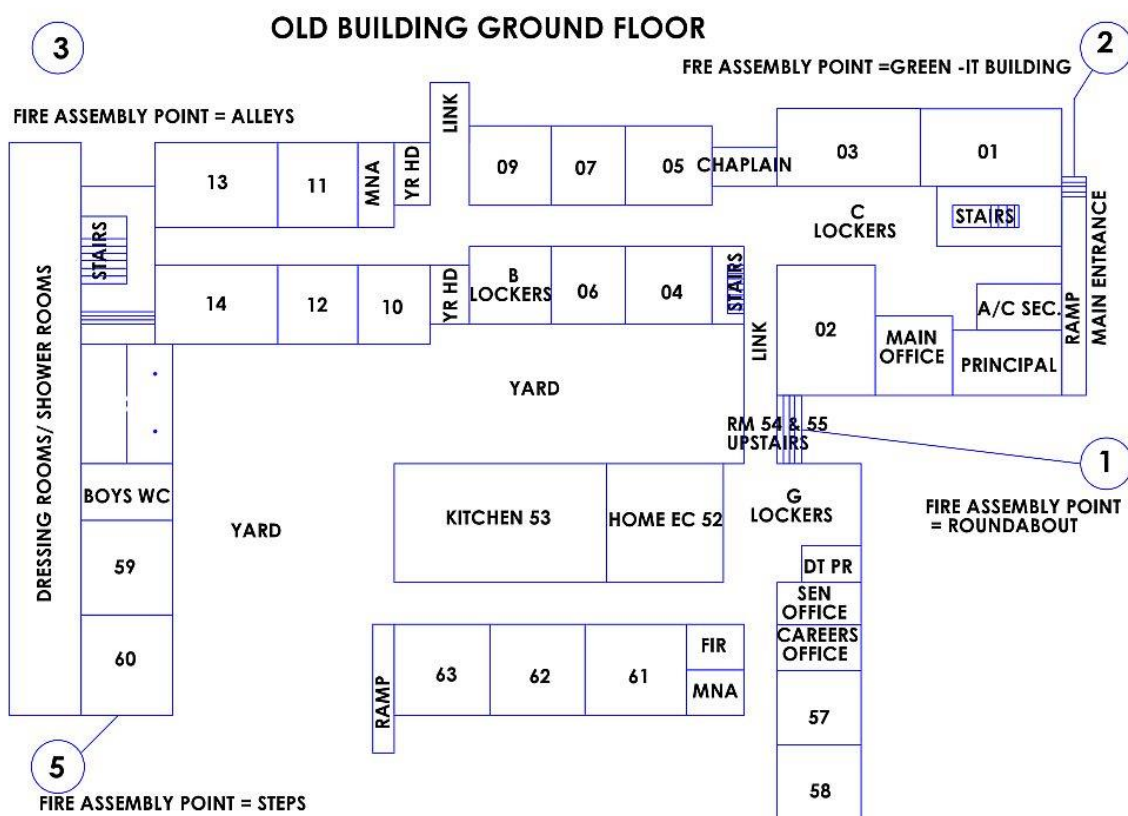 OLD BUILDING GROUND FLOOR
3
2
FRE ASSEMBLY POINT =GREEN -IT BUILDING
FIRE ASSEMBLY POINT = ALLEYS
LINK
13
11
MNA
YR HD
09
07
05
CHAPLAIN
03
01
STAIRS
C
LOCKERS
STAIRS
MAIN ENTRANCE
RAMP
14
12
10
YR HD
B
LOCKERS
06
04
STAIRS
LINK
02
A/C SEC.
MAIN
OFFICE
PRINCIPAL
YARD
RM 54 & 55
UPSTAIRS
1
DRESSING ROOMS/ SHOWER ROOMS
BOYS WC
YARD
KITCHEN 53
HOME EC 52
G
LOCKERS
FIRE ASSEMBLY POINT
= ROUNDABOUT
59
DT PR
SEN
OFFICE
CAREERS
OFFICE
60
RAMP
63
62
61
FIR
MNA
57
58
5
FIRE ASSEMBLY POINT = STEPS